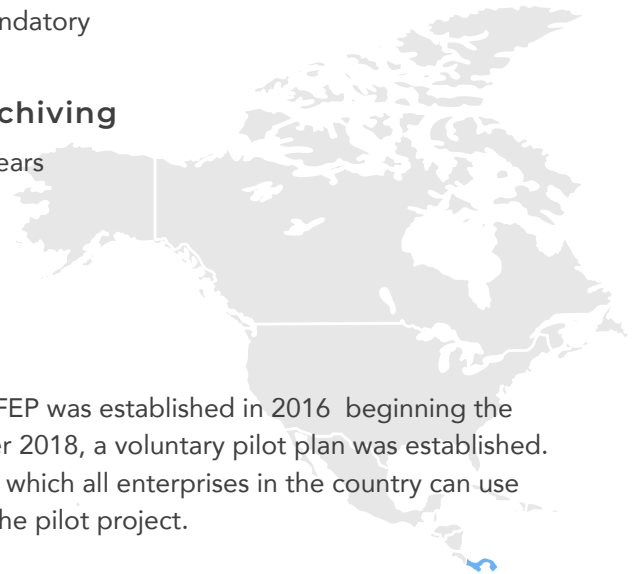 ndatory
chiving
ears
FEP was established in 2016 beginning the
er 2018, a voluntary pilot plan was established.
which all enterprises in the country can use
he pilot project.